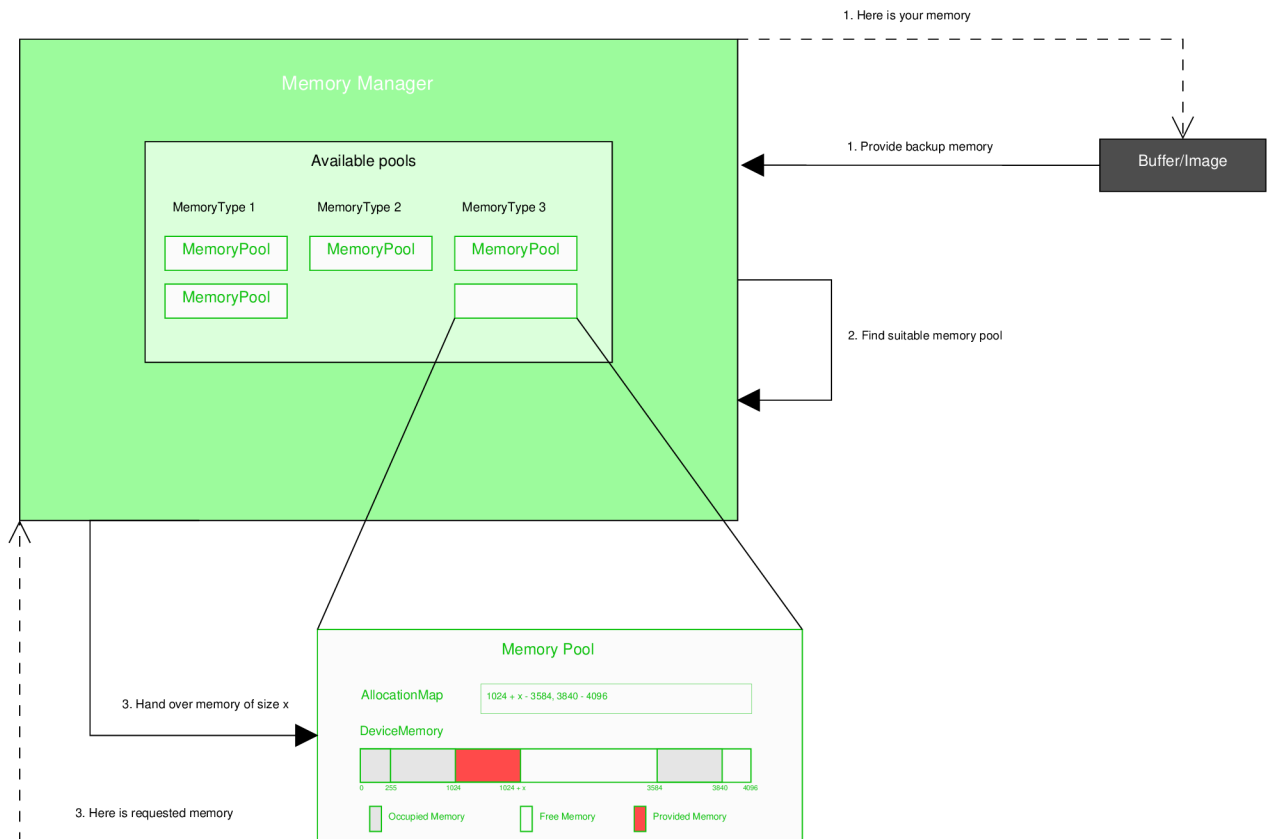 1. Here is your memory
Memory Manager
1. Provide backup memory
Buffer/Image
Available pools
MemoryType 1
MemoryType 2
MemoryType 3
MemoryPool
MemoryPool
MemoryPool
MemoryPool
2. Find suitable memory pool
Memory Pool
AllocationMap
1024 + x - 3584, 3840 - 4096
3. Hand over memory of size x
DeviceMemory
0
255
1024
1024 + x
3584
3840
4096
3. Here is requested memory
Occupied Memory
Free Memory
Provided Memory